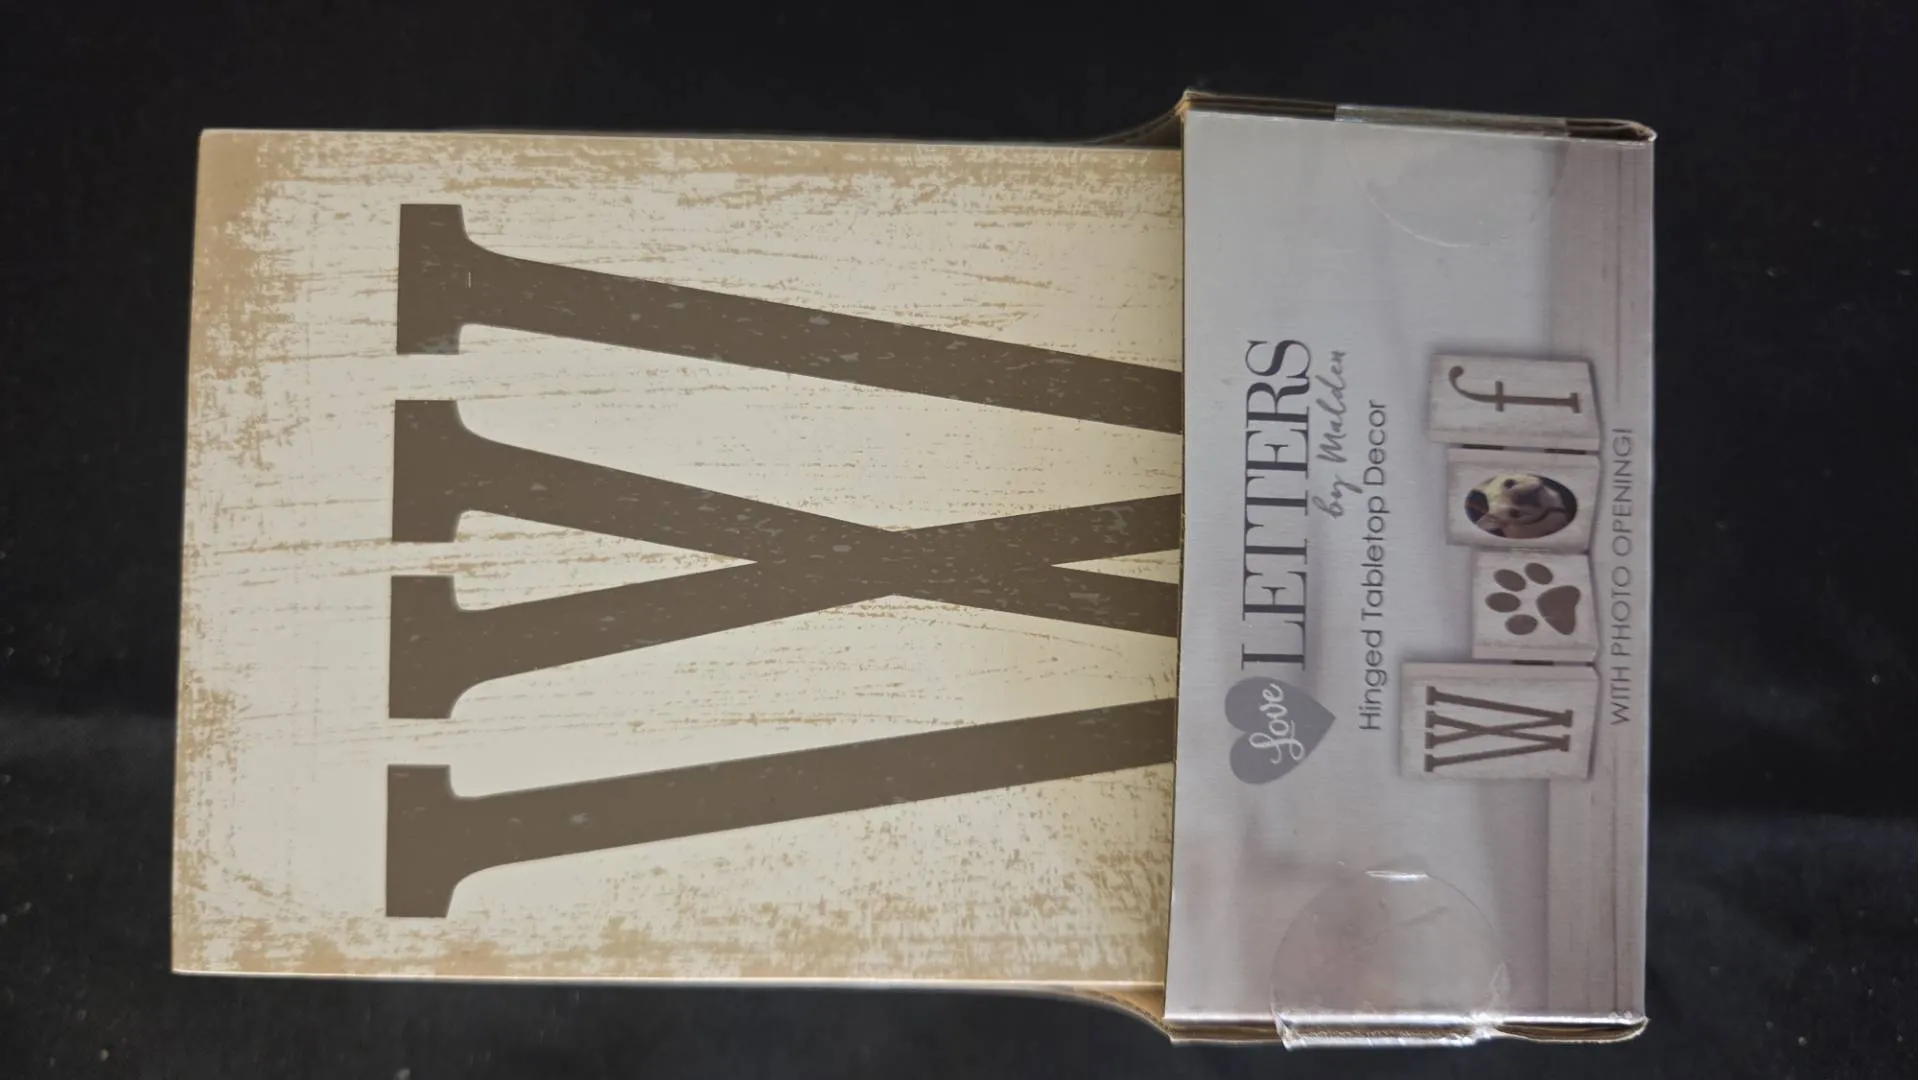 W
Love LETTERS
by Malden
Hinged Tabletop Decor
W f
WITH PHOTO OPENING!